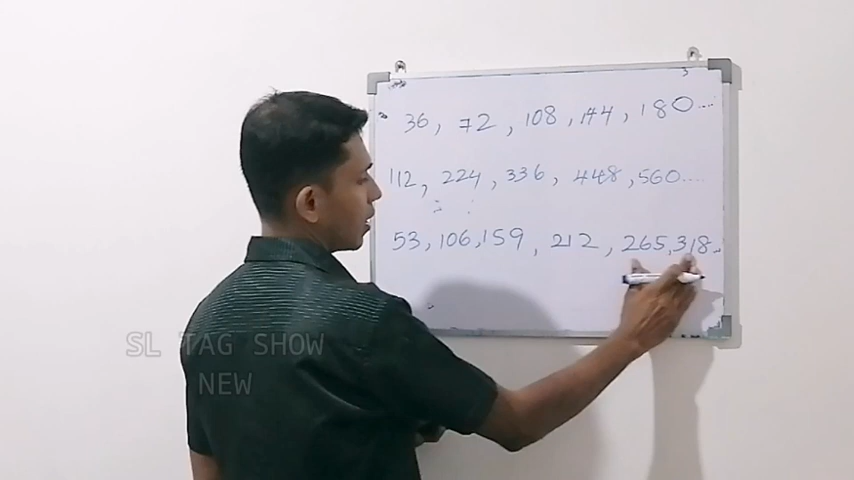 36, 72, 108, 144, 180...
112, 224, 336, 448, 560....
53, 106, 159, 212, 265, 318..
SL TAG SHOW
NEW